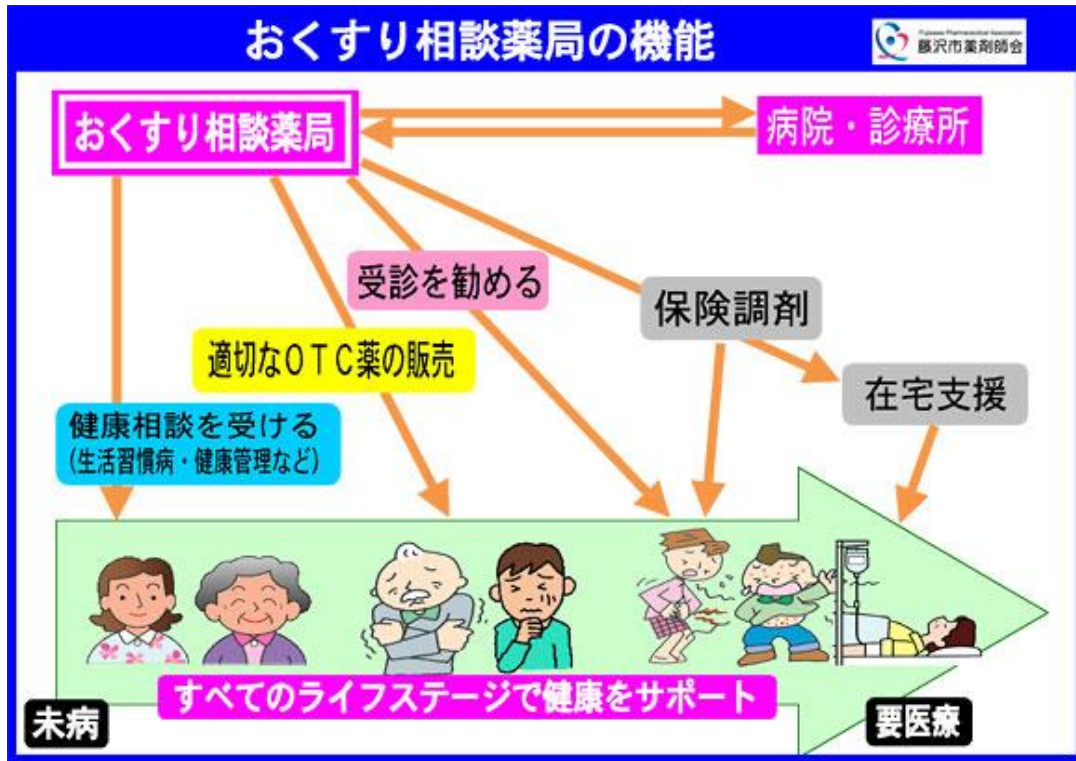 おくすり相談薬局の機能
Fujisawa Pharmaceutical Association
藤沢市薬剤師会
おくすり相談薬局
病院・診療所
受診を勧める
保険調剤
適切なＯＴＣ薬の販売
在宅支援
健康相談を受ける
(生活習慣病・健康管理など)
すべてのライフステージで健康をサポート
未病
要医療